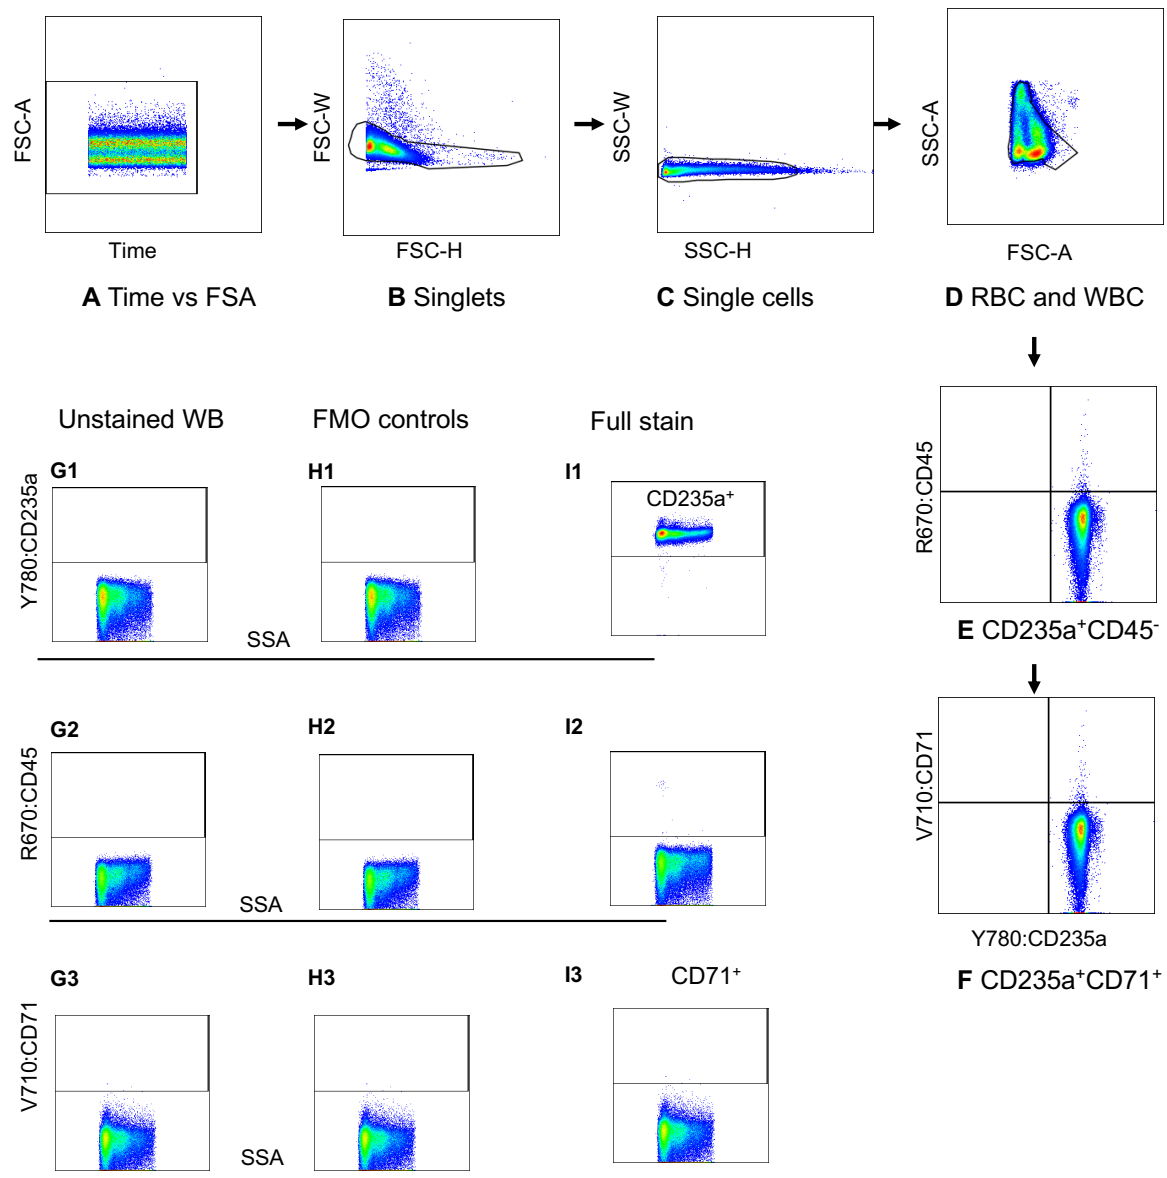 FSC-A
Time
A Time vs FSA
FSC-W
FSC-H
B Singlets
SSC-W
SSC-H
C Single cells
SSC-A
FSC-A
D RBC and WBC
R670:CD45
E CD235a⁺CD45⁻
V710:CD71
Y780:CD235a
F CD235a⁺CD71⁺
Unstained WB
FMO controls
Full stain
G1
H1
I1
Y780:CD235a
CD235a⁺
SSA
G2
H2
I2
R670:CD45
SSA
G3
H3
I3
CD71⁺
V710:CD71
SSA